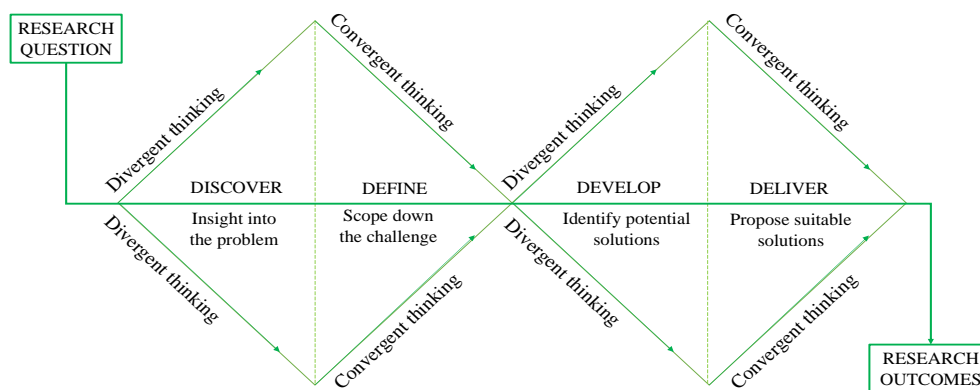 RESEARCH
QUESTION
Divergent thinking
Convergent thinking
Divergent thinking
Convergent thinking
DISCOVER
DEFINE
DEVELOP
DELIVER
Insight into
the problem
Scope down
the challenge
Identify potential
solutions
Propose suitable
solutions
Divergent thinking
Convergent thinking
Divergent thinking
Convergent thinking
RESEARCH
OUTCOMES